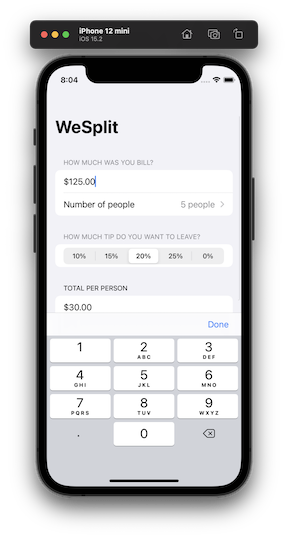 iPhone 12 mini
iOS 15.2
8:04
WeSplit
HOW MUCH WAS YOU BILL?
$125.00
Number of people 5 people
HOW MUCH TIP DO YOU WANT TO LEAVE?
10% 15% 20% 25% 0%
TOTAL PER PERSON
$30.00
Done
1 2 3
ABC DEF
4 5 6
GHI JKL MNO
7 8 9
PQRS TUV WXYZ
. 0